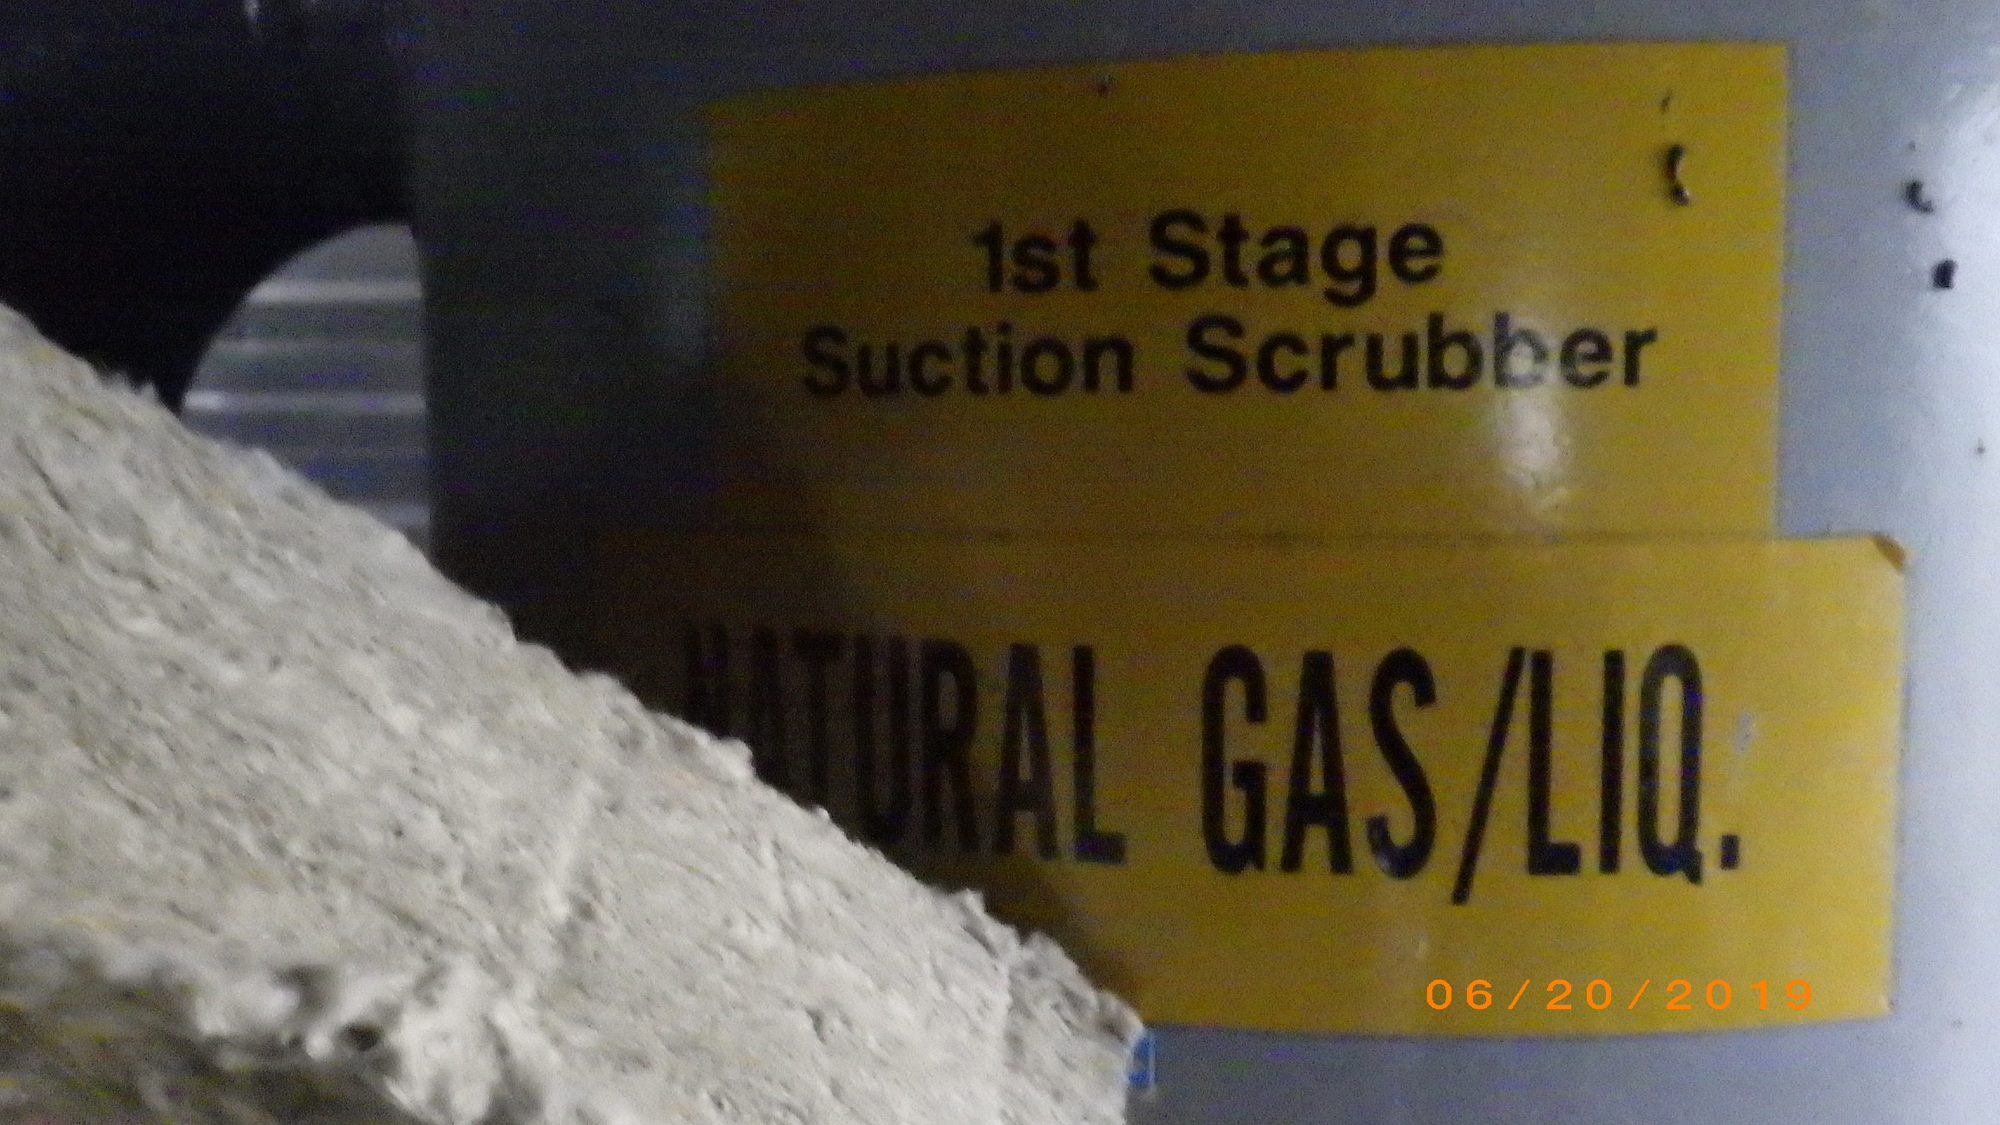 1st Stage
Suction Scrubber
NATURAL GAS/LIQ.
06/20/2019